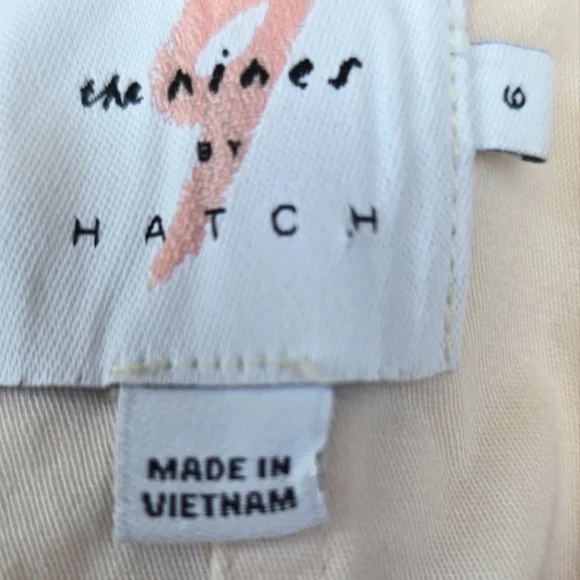 the nines
BY
HATCH
6
MADE IN
VIETNAM